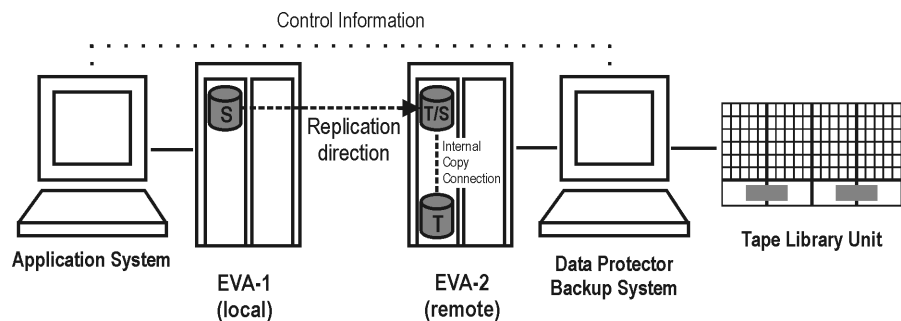 Control Information
S
T/S
Replication
direction
Internal
Copy
Connection
T
Application System
EVA-1
(local)
EVA-2
(remote)
Data Protector
Backup System
Tape Library Unit